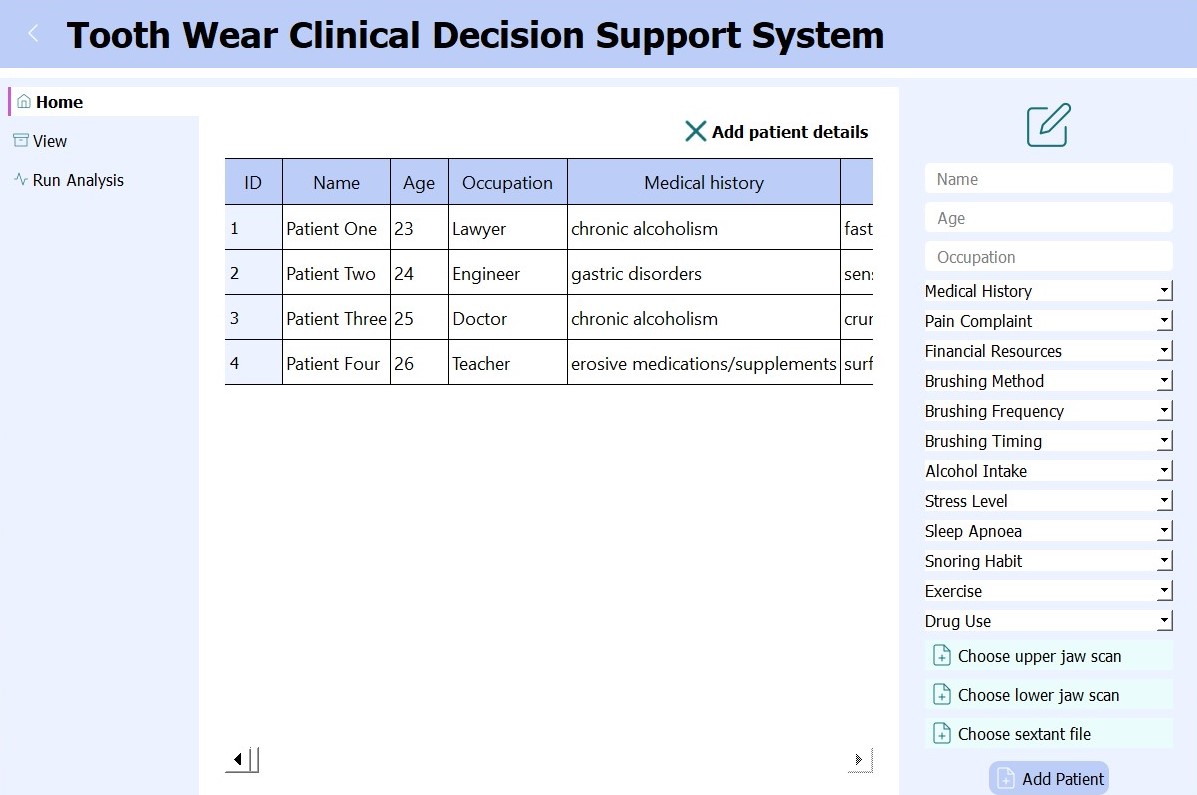 Tooth Wear Clinical Decision Support System
Home
View
Run Analysis
Add patient details
ID Name Age Occupation Medical history
1 Patient One 23 Lawyer chronic alcoholism fast
2 Patient Two 24 Engineer gastric disorders
3 Patient Three 25 Doctor chronic alcoholism
4 Patient Four 26 Teacher erosive medications/supplements surf
Name
Age
Occupation
Medical History
Pain Complaint
Financial Resources
Brushing Method
Brushing Frequency
Brushing Timing
Alcohol Intake
Stress Level
Sleep Apnoea
Snoring Habit
Exercise
Drug Use
Choose upper jaw scan
Choose lower jaw scan
Choose sextant file
Add Patient